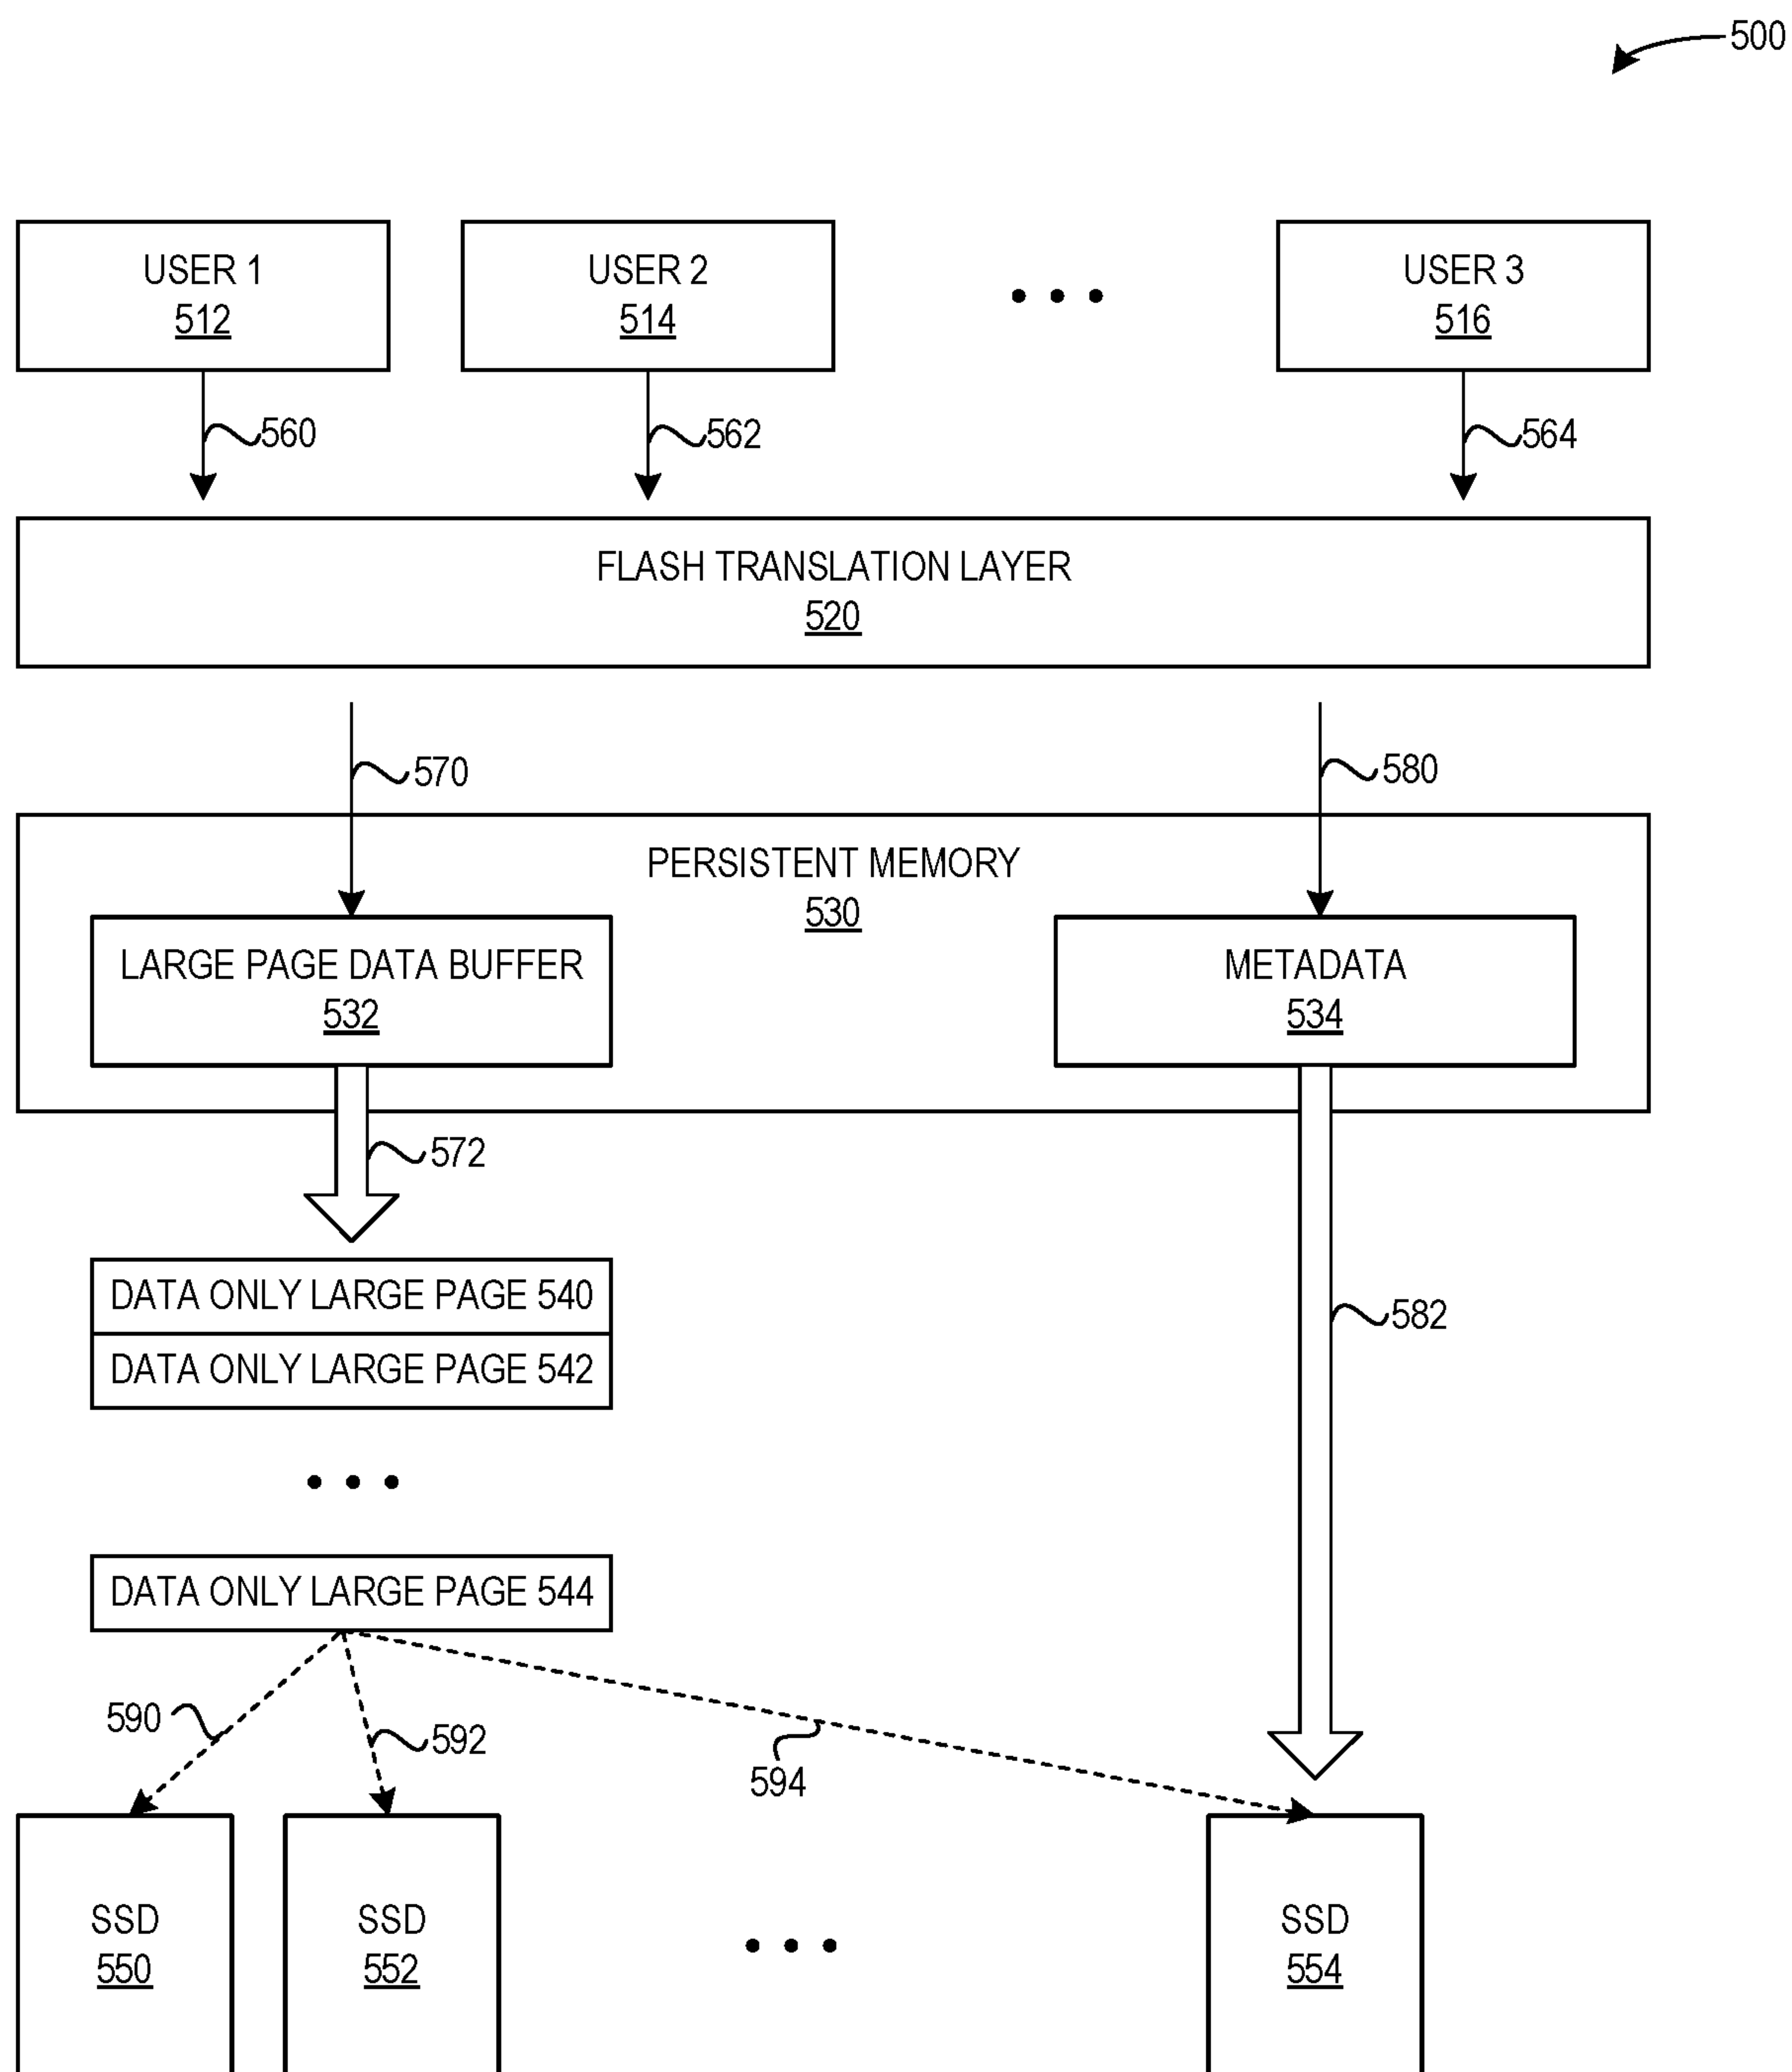 500
USER 1
512
USER 2
514
• • •
USER 3
516
560
562
564
FLASH TRANSLATION LAYER
520
570
580
PERSISTENT MEMORY
530
LARGE PAGE DATA BUFFER
532
METADATA
534
572
DATA ONLY LARGE PAGE 540
DATA ONLY LARGE PAGE 542
582
• • •
DATA ONLY LARGE PAGE 544
590
592
594
SSD
550
SSD
552
• • •
SSD
554